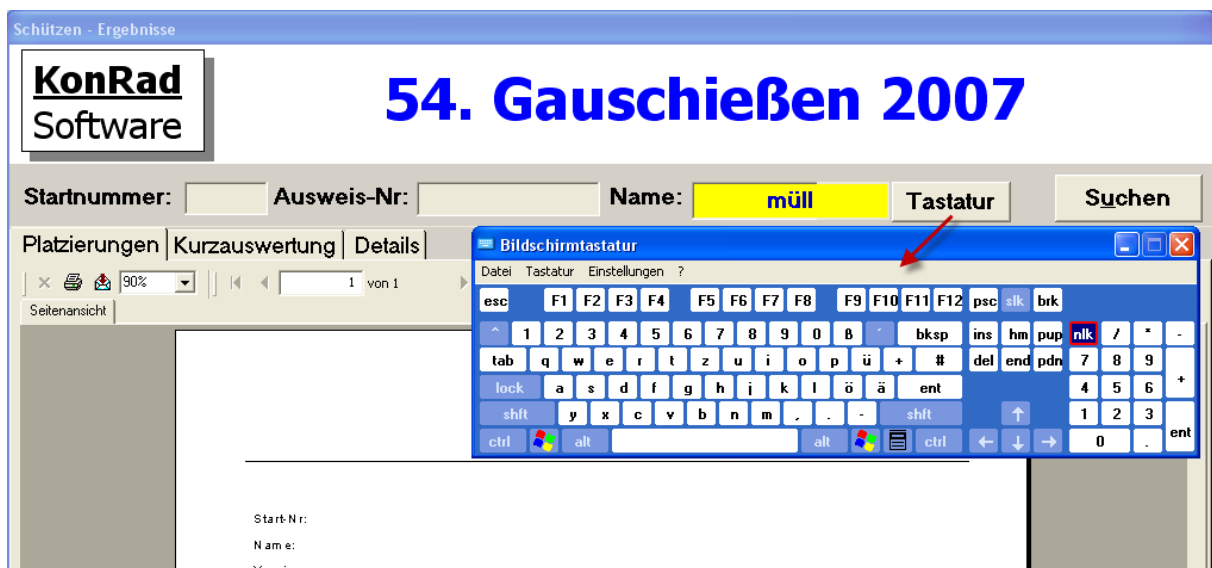 Schützen - Ergebnisse
KonRad
Software
54. Gauschießen 2007
Startnummer: Ausweis-Nr: Name: müll Tastatur Suchen
Platzierungen Kurzauswertung Details
90% 1 von 1
Seitenansicht
Bildschirmtastatur
Datei Tastatur Einstellungen ?
esc F1 F2 F3 F4 F5 F6 F7 F8 F9 F10 F11 F12 psc slk brk
^ 1 2 3 4 5 6 7 8 9 0 ß ´ bksp ins hm pup nlk / * -
tab q w e r t z u i o p ü + # del end pdn 7 8 9 +
lock a s d f g h j k l ö ä ent 4 5 6
shft y x c v b n m , . - shft ↑ 1 2 3 ent
ctrl alt alt ctrl ← ↓ → 0 .
Start-Nr:
Name: